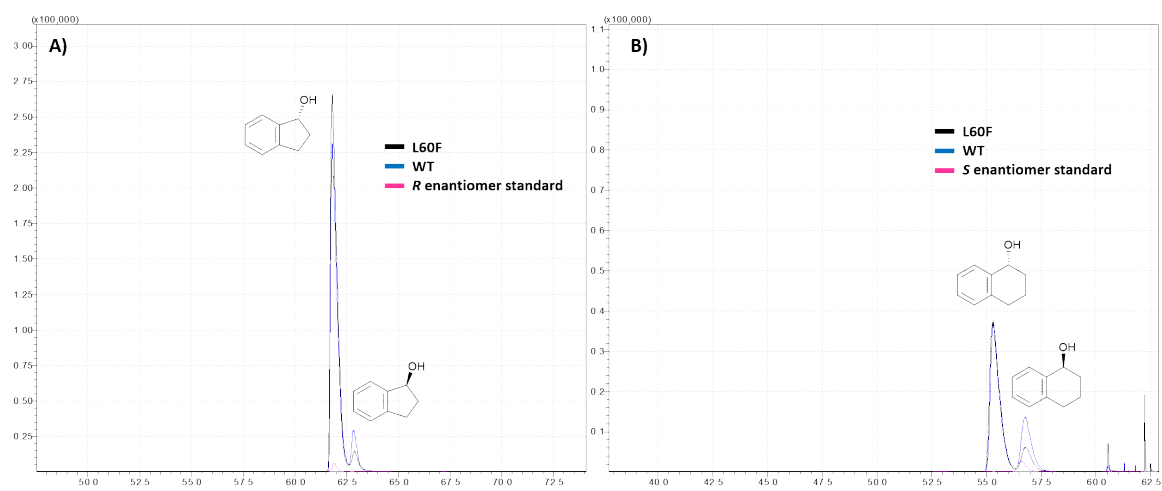 (x100,000)
A)
3.00
2.75
2.50
2.25
2.00
1.75
1.50
1.25
1.00
0.75
0.50
0.25
OH
L60F
WT
R enantiomer standard
OH
50.0 52.5 55.0 57.5 60.0 62.5 65.0 67.5 70.0 72.5
(x100,000)
B)
1.1
1.0
0.9
0.8
0.7
0.6
0.5
0.4
0.3
0.2
0.1
L60F
WT
S enantiomer standard
OH
OH
40.0 42.5 45.0 47.5 50.0 52.5 55.0 57.5 60.0 62.5